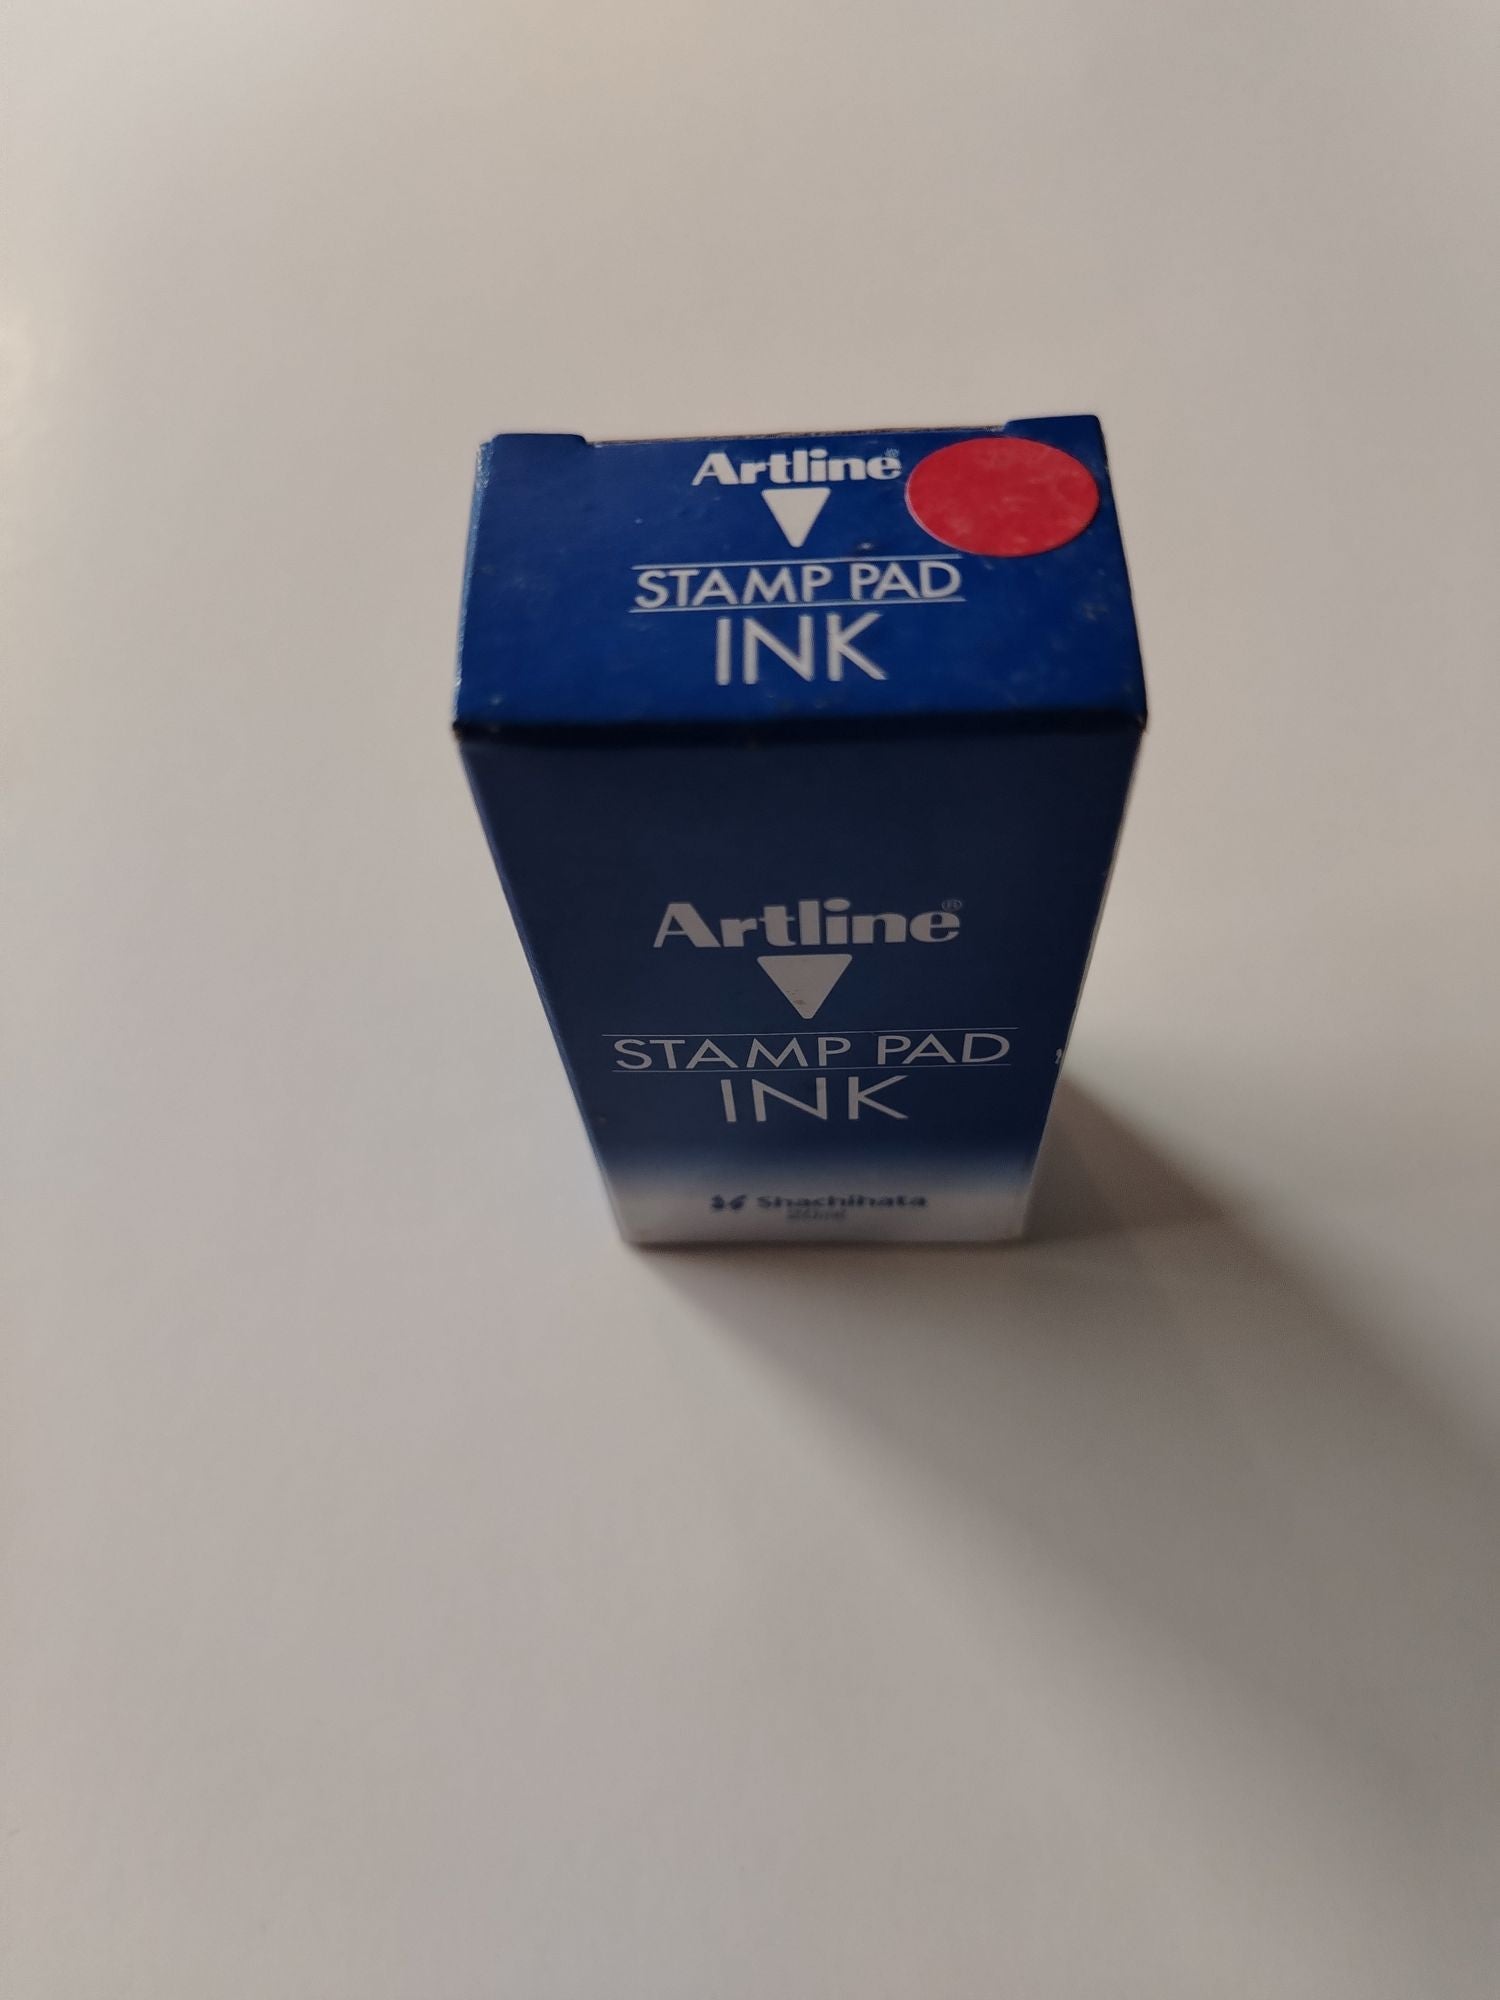 Artline®
STAMP PAD
INK
Artline®
STAMP PAD
INK
Shachihata